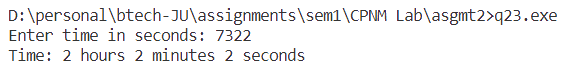 D:\personal\btech-JU\assignments\sem1\CPNM Lab\asgmt2>q23.exe
Enter time in seconds: 7322
Time: 2 hours 2 minutes 2 seconds